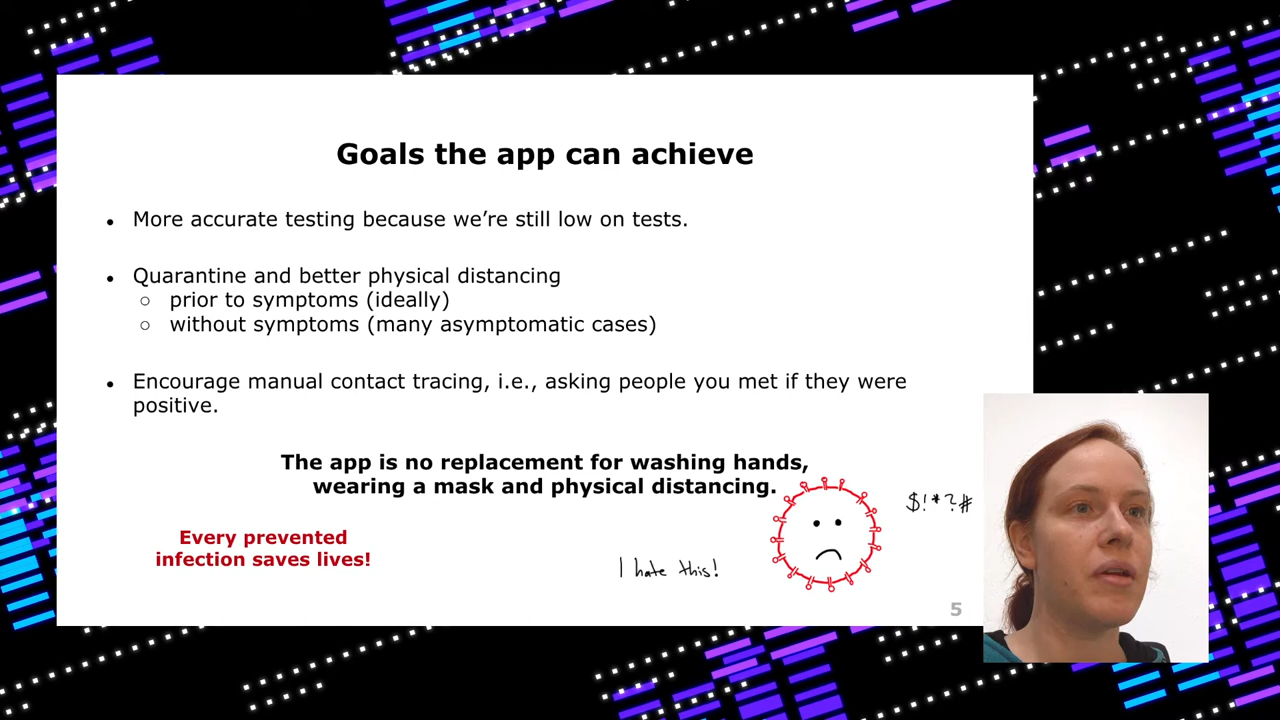 Goals the app can achieve
• More accurate testing because we’re still low on tests.
• Quarantine and better physical distancing
○ prior to symptoms (ideally)
○ without symptoms (many asymptomatic cases)
• Encourage manual contact tracing, i.e., asking people you met if they were
positive.
The app is no replacement for washing hands,
wearing a mask and physical distancing.
$!*?#
Every prevented
infection saves lives!
I hate this!
5